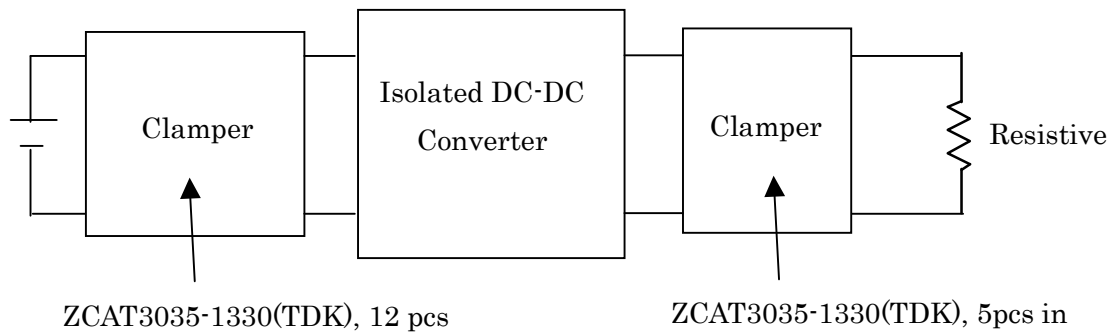 Isolated DC-DC
Converter
Clamper
Clamper
Resistive
ZCAT3035-1330(TDK), 12 pcs
ZCAT3035-1330(TDK), 5pcs in